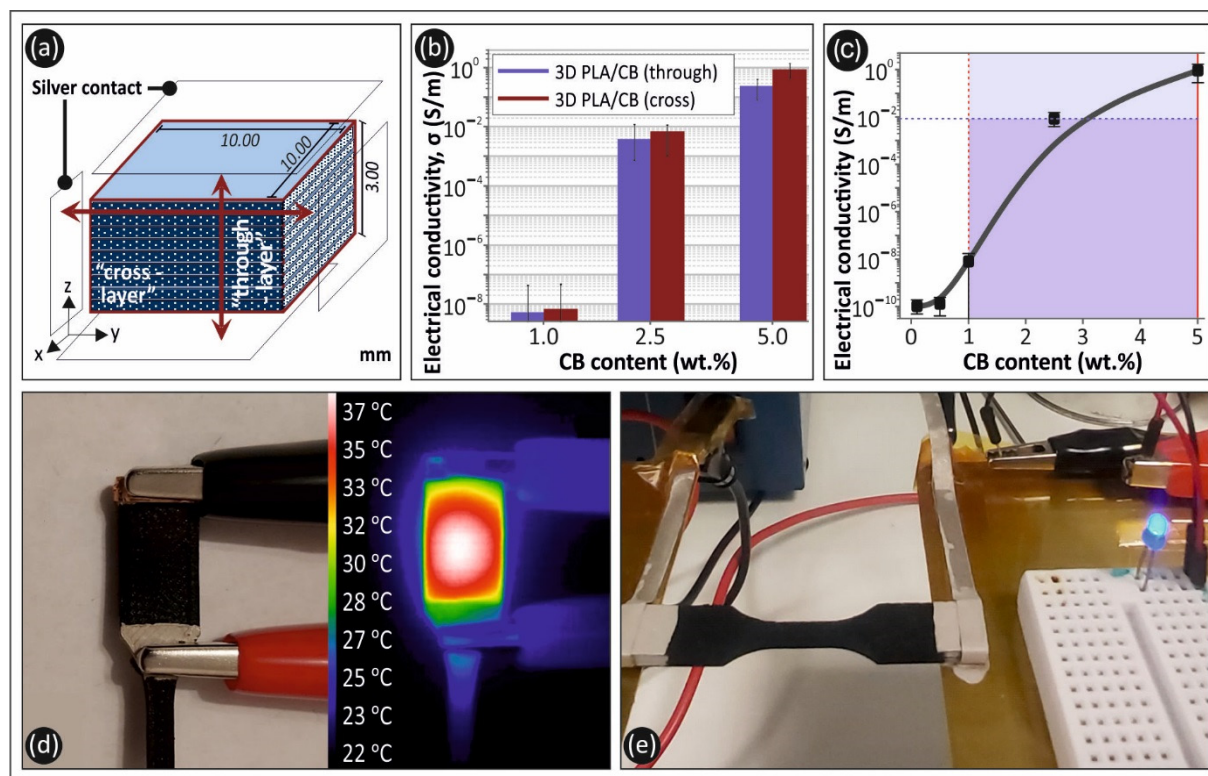 (a)
Silver contact
10.00
10.00
3.00
"cross -
layer"
"through
- layer"
z
y
x
mm
(b)
3D PLA/CB (through)
3D PLA/CB (cross)
Electrical conductivity, σ (S/m)
10⁰
10⁻²
10⁻⁴
10⁻⁶
10⁻⁸
1.0
2.5
5.0
CB content (wt.%)
(c)
Electrical conductivity (S/m)
10⁰
10⁻²
10⁻⁴
10⁻⁶
10⁻⁸
10⁻¹⁰
0
1
2
3
4
5
CB content (wt.%)
(d)
37 °C
35 °C
33 °C
32 °C
30 °C
28 °C
27 °C
25 °C
23 °C
22 °C
(e)